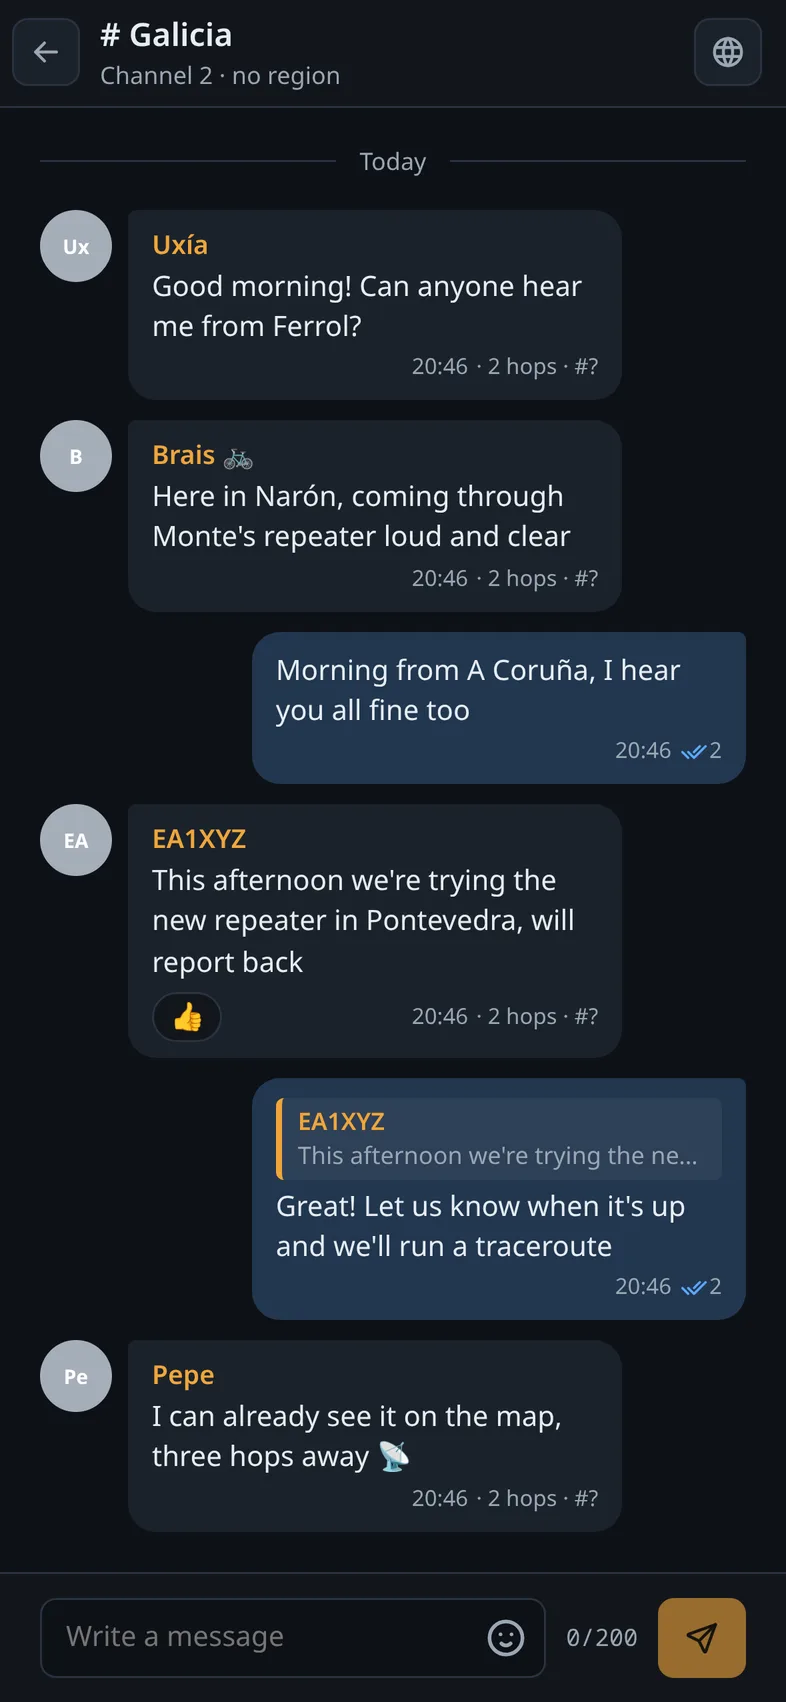 # Galicia
Channel 2 · no region
Today
Ux
Uxía
Good morning! Can anyone hear
me from Ferrol?
20:46 · 2 hops · #?
B
Brais 🚲
Here in Narón, coming through
Monte's repeater loud and clear
20:46 · 2 hops · #?
Morning from A Coruña, I hear
you all fine too
20:46 2
EA
EA1XYZ
This afternoon we're trying the
new repeater in Pontevedra, will
report back
👍 20:46 · 2 hops · #?
EA1XYZ
This afternoon we're trying the ne...
Great! Let us know when it's up
and we'll run a traceroute
20:46 2
Pe
Pepe
I can already see it on the map,
three hops away 📡
20:46 · 2 hops · #?
Write a message 0/200